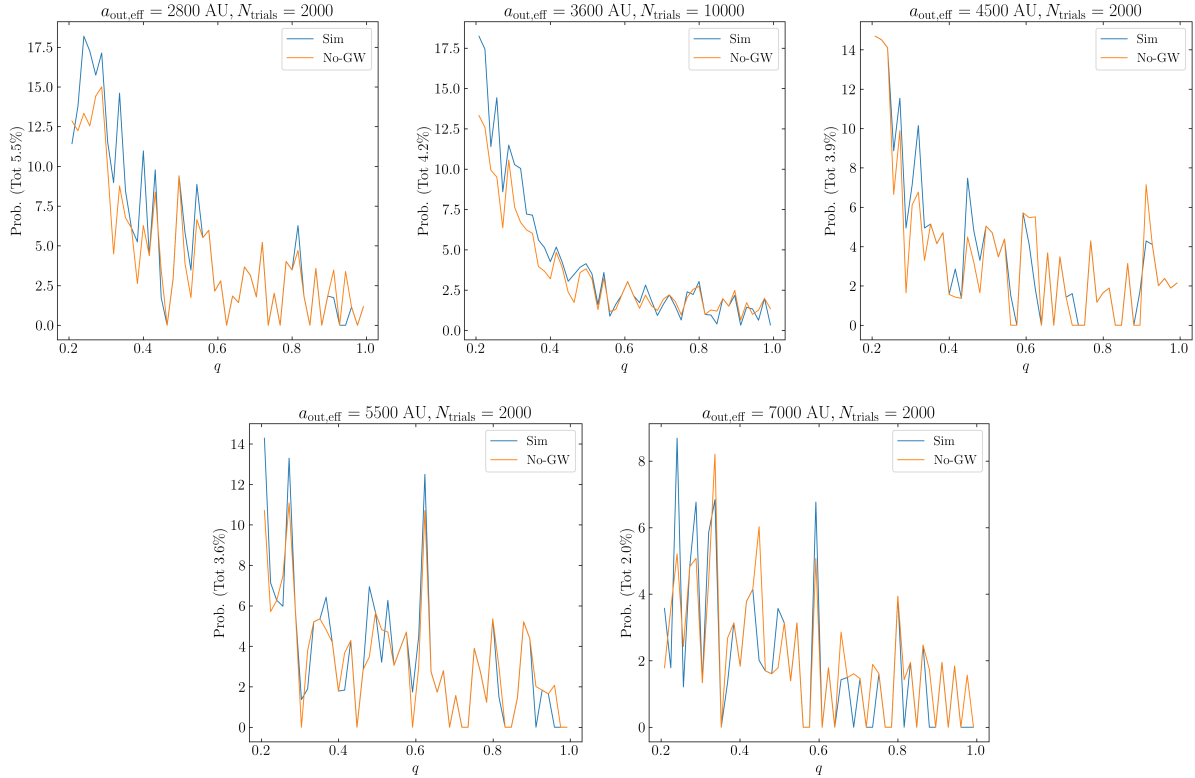 a_out,eff = 2800 AU, N_trials = 2000
Prob. (Tot 5.5%)
17.5
15.0
12.5
10.0
7.5
5.0
2.5
0.0
Sim
No-GW
0.2 0.4 0.6 0.8 1.0
q
a_out,eff = 3600 AU, N_trials = 10000
Prob. (Tot 4.2%)
17.5
15.0
12.5
10.0
7.5
5.0
2.5
0.0
Sim
No-GW
0.2 0.4 0.6 0.8 1.0
q
a_out,eff = 4500 AU, N_trials = 2000
Prob. (Tot 3.9%)
14
12
10
8
6
4
2
0
Sim
No-GW
0.2 0.4 0.6 0.8 1.0
q
a_out,eff = 5500 AU, N_trials = 2000
Prob. (Tot 3.6%)
14
12
10
8
6
4
2
0
Sim
No-GW
0.2 0.4 0.6 0.8 1.0
q
a_out,eff = 7000 AU, N_trials = 2000
Prob. (Tot 2.0%)
8
6
4
2
0
Sim
No-GW
0.2 0.4 0.6 0.8 1.0
q